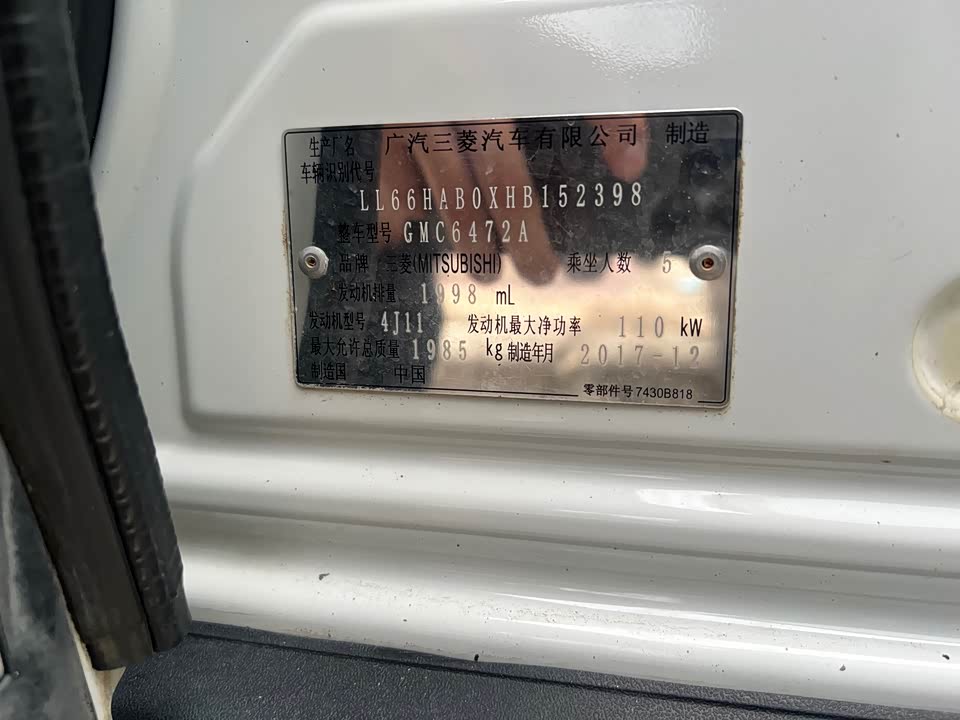 生产厂名 广汽三菱汽车有限公司 制造
车辆识别代号
LL66HAB0XHB152398
整车型号 GMC6472A
品牌 三菱(MITSUBISHI) 乘坐人数 5
发动机排量 1998 mL
发动机型号 4J11 发动机最大净功率 110 kW
最大允许总质量 1985 kg 制造年月 2017-12
制造国 中国
零部件号 7430B818